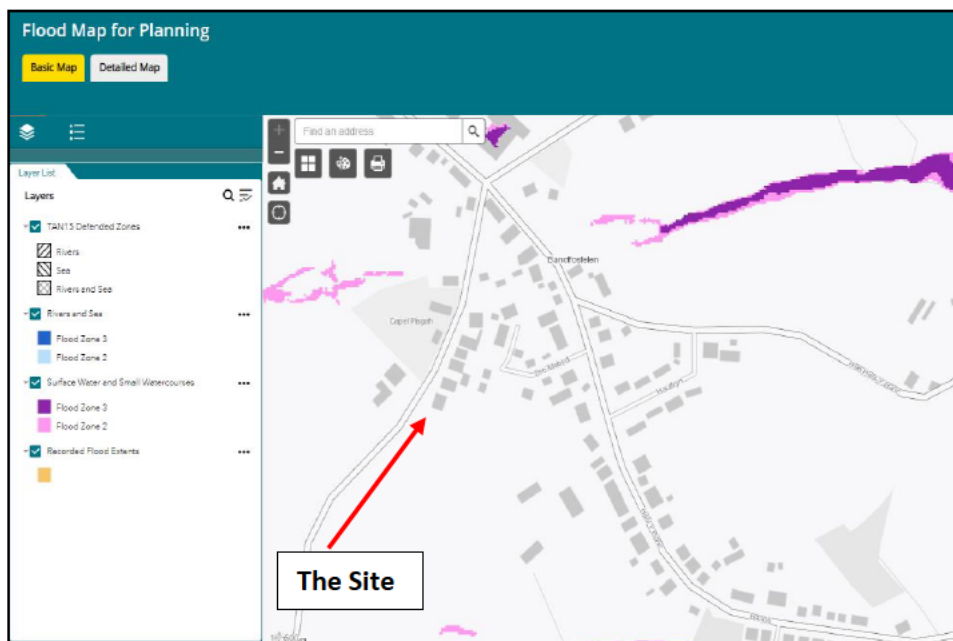 Flood Map for Planning
Basic Map
Detailed Map
Find an address
Layer List
Layers
TAN15 Defended Zones
Rivers
Sea
Rivers and Sea
Rivers and Sea
Flood Zone 3
Flood Zone 2
Surface Water and Small Watercourses
Flood Zone 3
Flood Zone 2
Recorded Flood Extents
Capel Pisgah
The Site